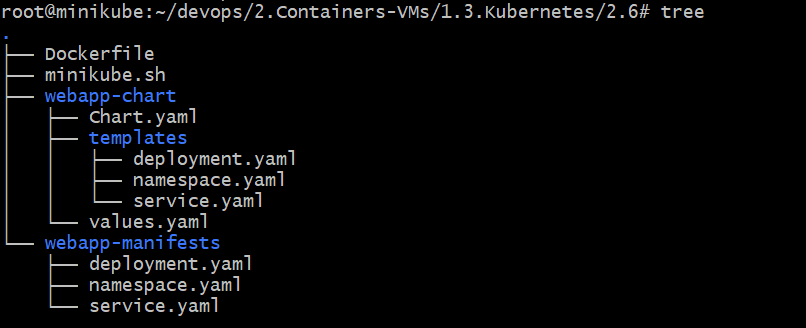 root@minikube:~/devops/2.Containers-VMs/1.3.Kubernetes/2.6# tree
.
├── Dockerfile
├── minikube.sh
├── webapp-chart
│   ├── Chart.yaml
│   ├── templates
│   │   ├── deployment.yaml
│   │   ├── namespace.yaml
│   │   └── service.yaml
│   └── values.yaml
└── webapp-manifests
    ├── deployment.yaml
    ├── namespace.yaml
    └── service.yaml